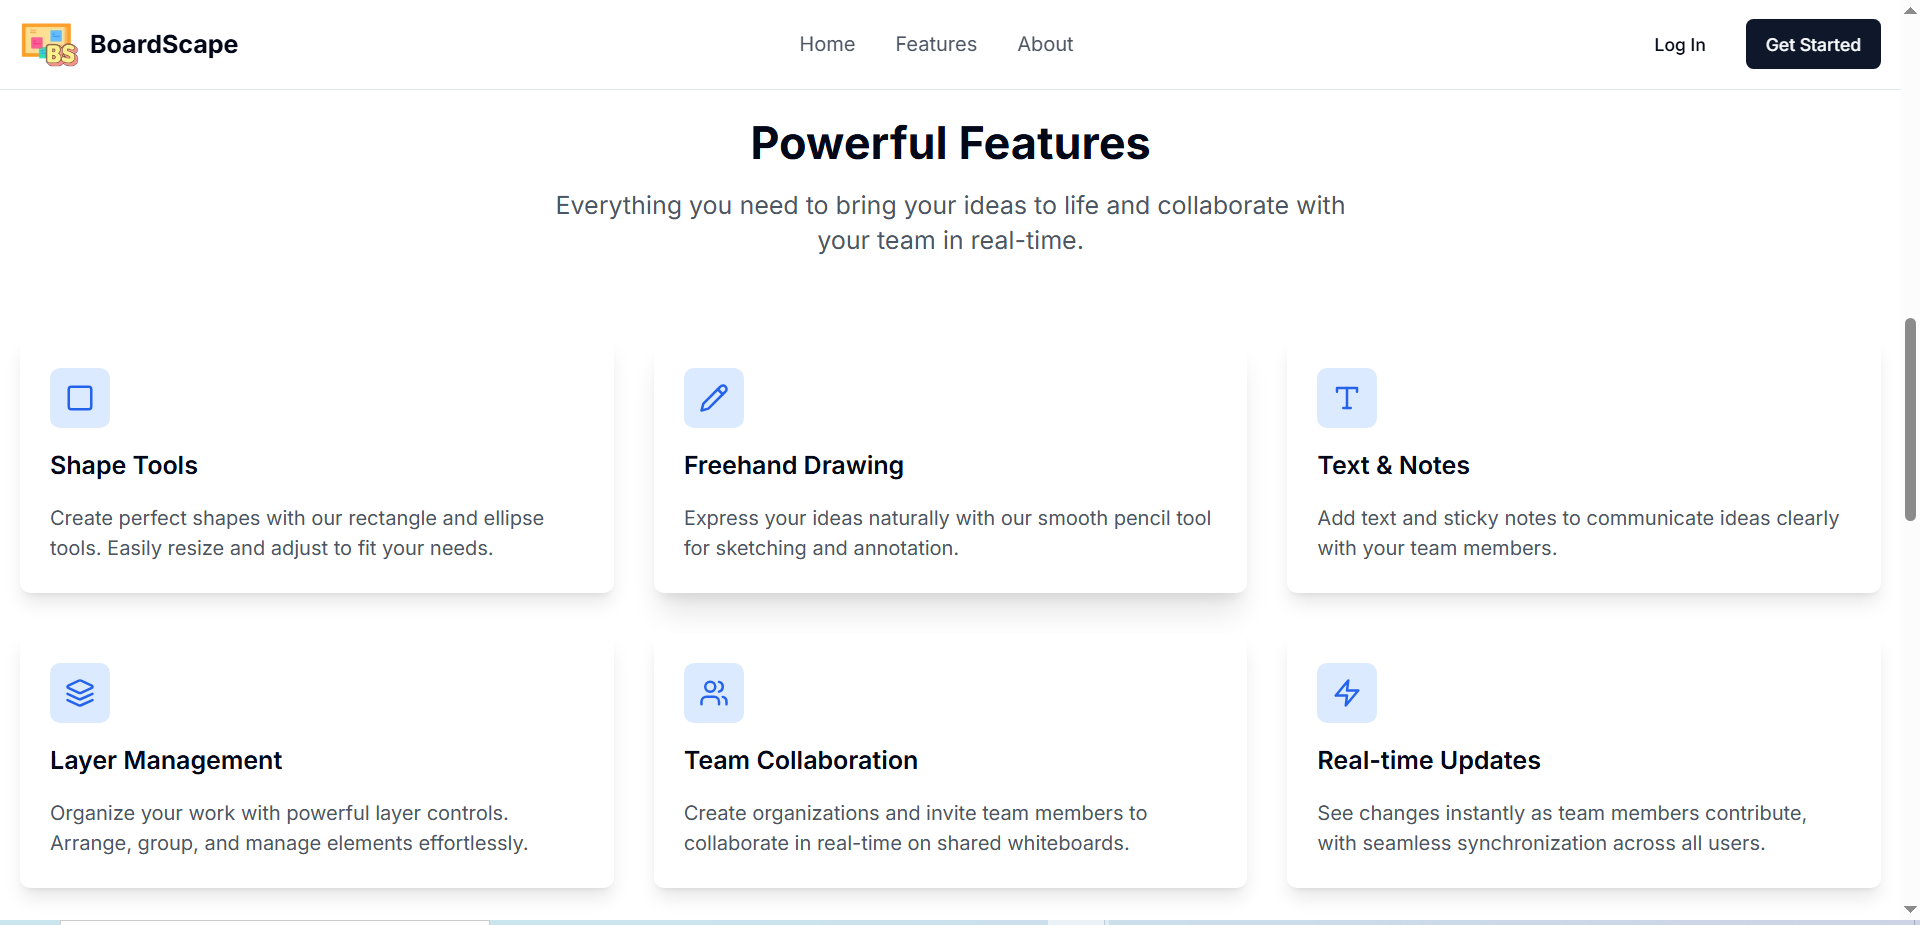 BS
BoardScape
Home
Features
About
Log In
Get Started
Powerful Features
Everything you need to bring your ideas to life and collaborate with
your team in real-time.
Shape Tools
Create perfect shapes with our rectangle and ellipse
tools. Easily resize and adjust to fit your needs.
Freehand Drawing
Express your ideas naturally with our smooth pencil tool
for sketching and annotation.
Text & Notes
Add text and sticky notes to communicate ideas clearly
with your team members.
Layer Management
Organize your work with powerful layer controls.
Arrange, group, and manage elements effortlessly.
Team Collaboration
Create organizations and invite team members to
collaborate in real-time on shared whiteboards.
Real-time Updates
See changes instantly as team members contribute,
with seamless synchronization across all users.